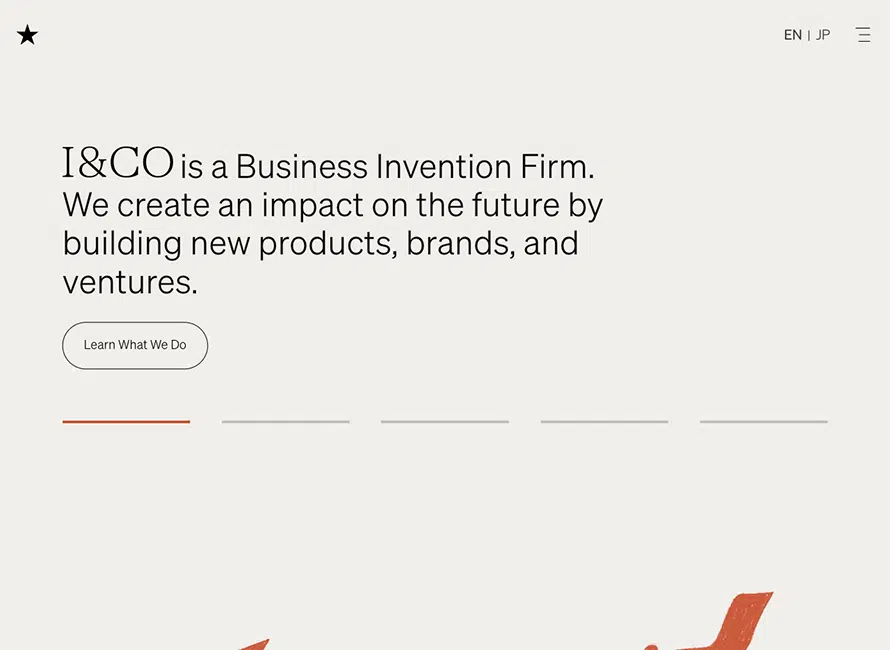 EN | JP
I&CO is a Business Invention Firm.
We create an impact on the future by
building new products, brands, and
ventures.
Learn What We Do